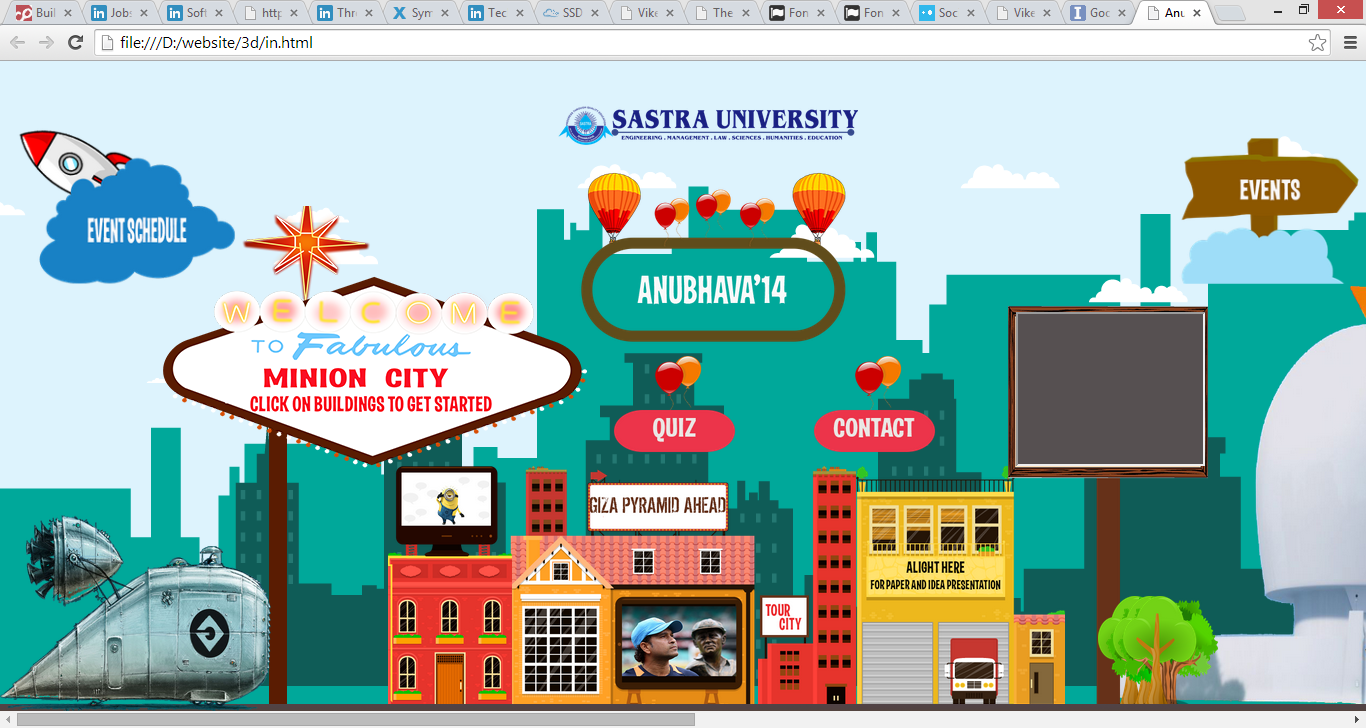 Buil
Job:
Soft
http
Thr
Sym
Tec
SSD
Vike
The
Fon
Fon
Soc
Vike
Goo
Anu
file:///D:/website/3d/in.html
SASTRA UNIVERSITY
ENGINEERING . MANAGEMENT . LAW . SCIENCES . HUMANITIES . EDUCATION
EVENTS
EVENT SCHEDULE
ANUBHAVA'14
WELCOME
TO Fabulous
MINION CITY
CLICK ON BUILDINGS TO GET STARTED
QUIZ
CONTACT
GIZA PYRAMID AHEAD
ALIGHT HERE
FOR PAPER AND IDEA PRESENTATION
TOUR
CITY